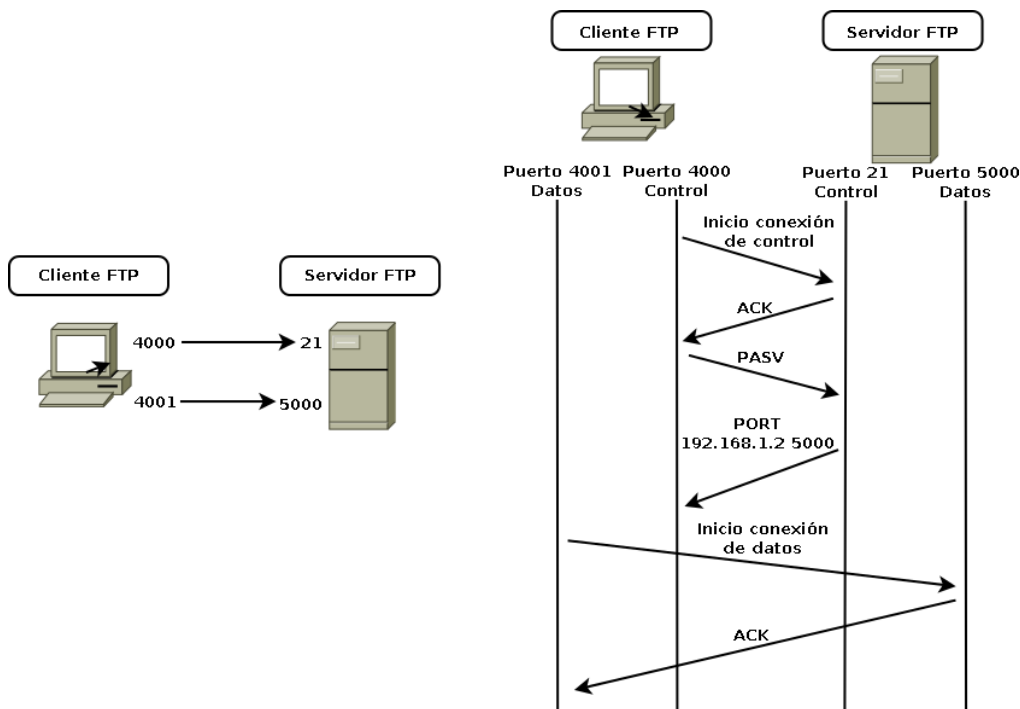 Cliente FTP
Servidor FTP
4000
21
4001
5000
Cliente FTP
Servidor FTP
Puerto 4001
Datos
Puerto 4000
Control
Puerto 21
Control
Puerto 5000
Datos
Inicio conexión
de control
ACK
PASV
PORT
192.168.1.2 5000
Inicio conexión
de datos
ACK